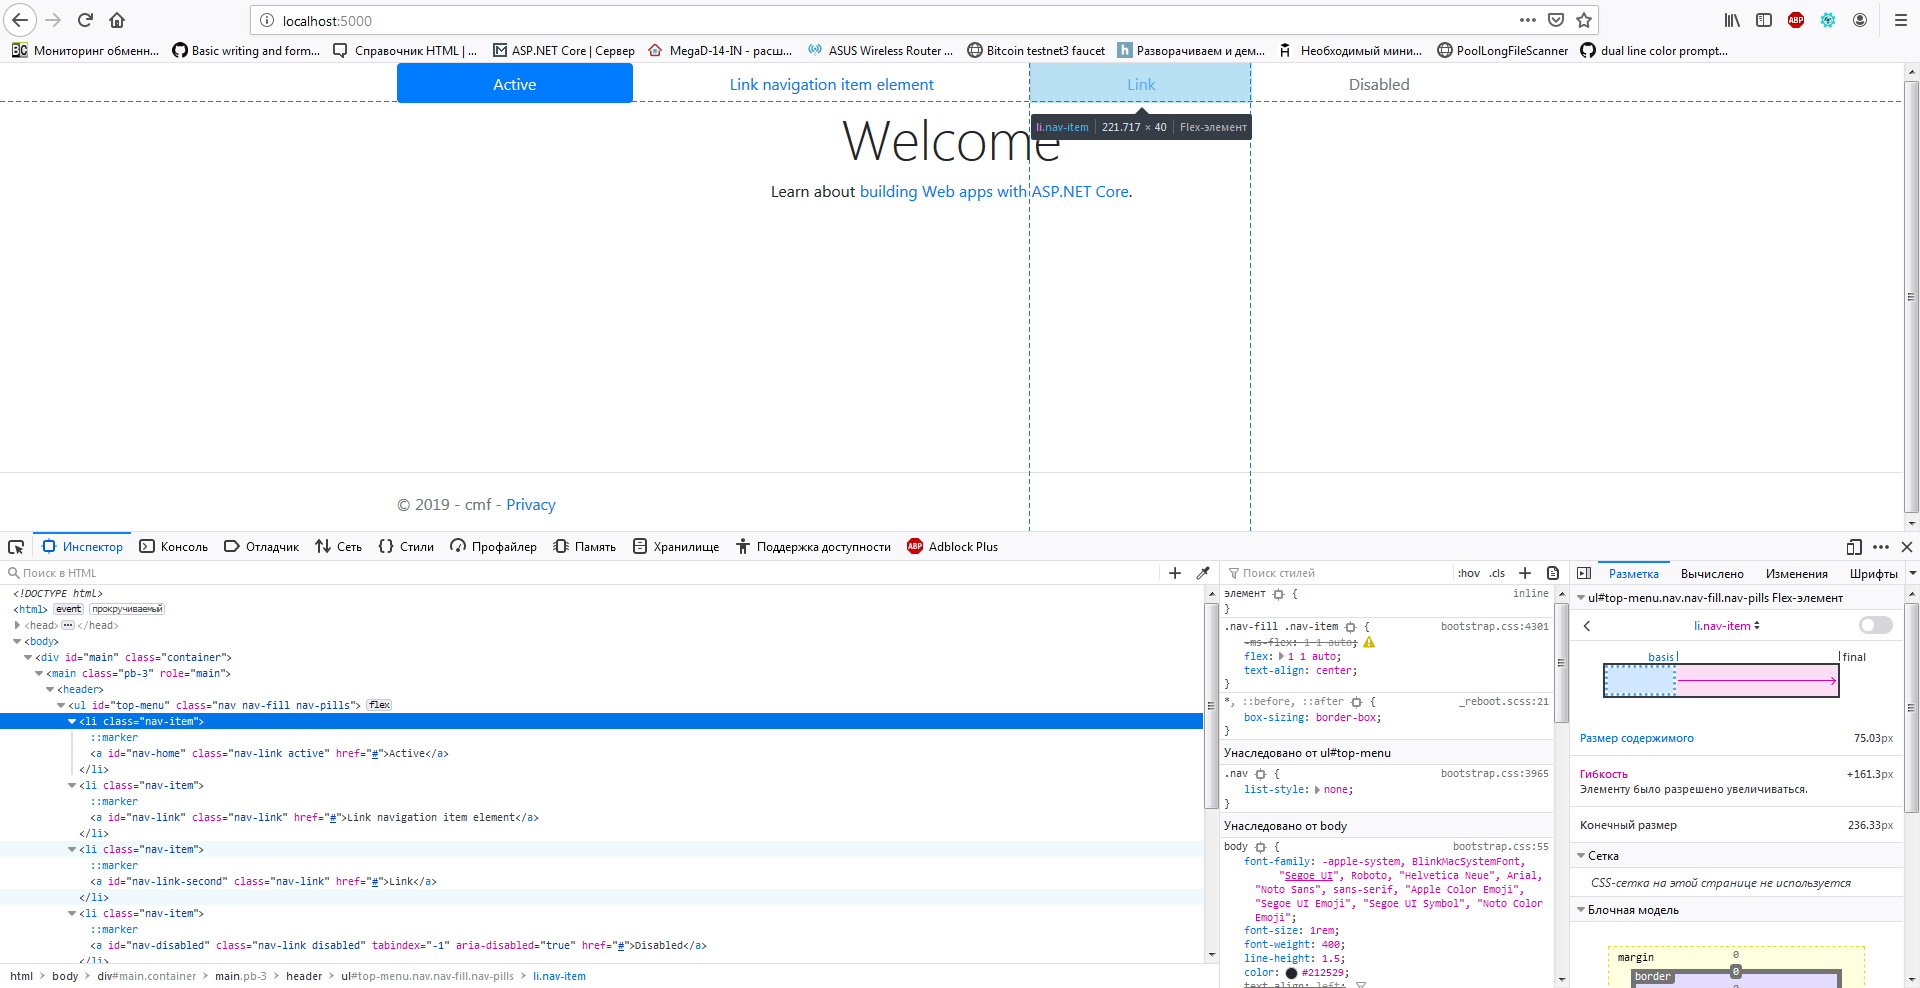 localhost:5000
Мониторинг обменн...
Basic writing and form...
Справочник HTML | ...
ASP.NET Core | Сервер
MegaD-14-IN - расш...
ASUS Wireless Router ...
Bitcoin testnet3 faucet
Разворачиваем и дем...
Необходимый мини...
PoolLongFileScanner
dual line color prompt...
Active
Link navigation item element
Link
Disabled
li.nav-item 221.717 × 40 Flex-элемент
Welcome
Learn about building Web apps with ASP.NET Core.
© 2019 - cmf - Privacy
Инспектор Консоль Отладчик Сеть Стили Профайлер Память Хранилище Поддержка доступности ABP Adblock Plus
Поиск в HTML
<!DOCTYPE html>
<html> event прокручиваемый
<head> ••• </head>
<body>
<div id="main" class="container">
<main class="pb-3" role="main">
<header>
<ul id="top-menu" class="nav nav-fill nav-pills"> flex
<li class="nav-item">
::marker
<a id="nav-home" class="nav-link active" href="#">Active</a>
</li>
<li class="nav-item">
::marker
<a id="nav-link" class="nav-link" href="#">Link navigation item element</a>
</li>
<li class="nav-item">
::marker
<a id="nav-link-second" class="nav-link" href="#">Link</a>
</li>
<li class="nav-item">
::marker
<a id="nav-disabled" class="nav-link disabled" tabindex="-1" aria-disabled="true" href="#">Disabled</a>
</li>
html > body > div#main.container > main.pb-3 > header > ul#top-menu.nav.nav-fill.nav-pills > li.nav-item
Поиск стилей :hov .cls
элемент { inline
}
.nav-fill .nav-item { bootstrap.css:4301
-ms-flex: 1 1 auto;
flex: 1 1 auto;
text-align: center;
}
*, ::before, ::after { _reboot.scss:21
box-sizing: border-box;
}
Унаследовано от ul#top-menu
.nav { bootstrap.css:3965
list-style: none;
}
Унаследовано от body
body { bootstrap.css:55
font-family: -apple-system, BlinkMacSystemFont,
"Segoe UI", Roboto, "Helvetica Neue", Arial,
"Noto Sans", sans-serif, "Apple Color Emoji",
"Segoe UI Emoji", "Segoe UI Symbol", "Noto Color
Emoji";
font-size: 1rem;
font-weight: 400;
line-height: 1.5;
color: #212529;
text-align: left;
Разметка Вычислено Изменения Шрифты
ul#top-menu.nav.nav-fill.nav-pills Flex-элемент
li.nav-item
basis final
Размер содержимого 75.03px
Гибкость +161.3px
Элементу было разрешено увеличиваться.
Конечный размер 236.33px
Сетка
CSS-сетка на этой странице не используется
Блочная модель
margin 0
border 0